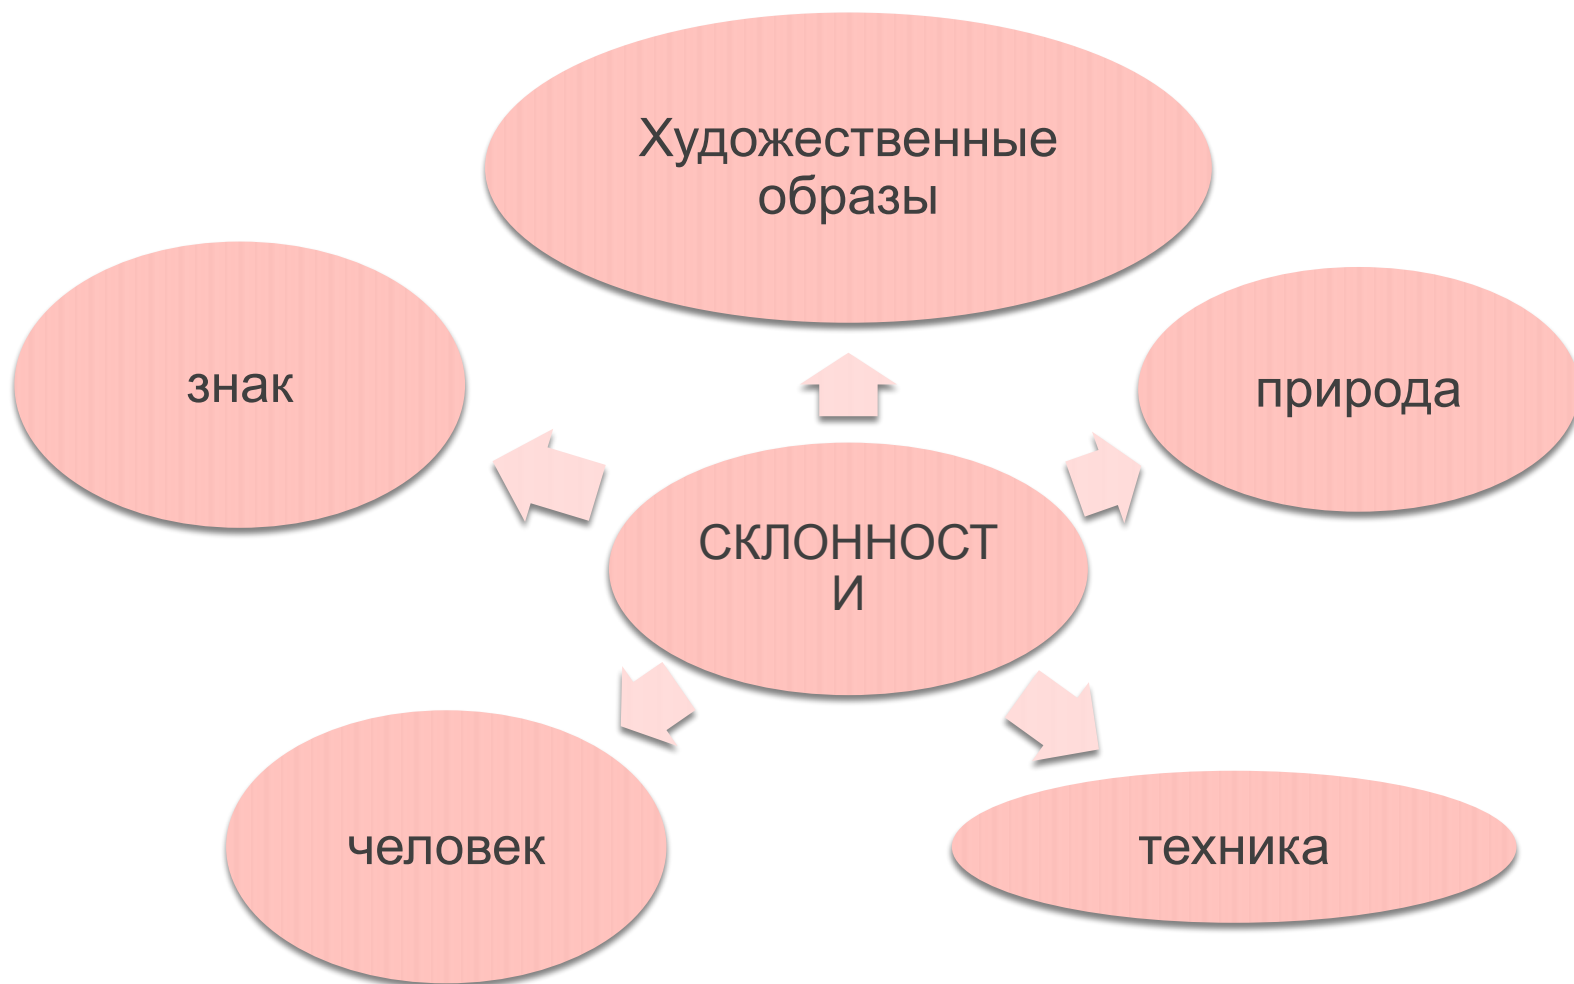 Художественные
образы
знак
природа
СКЛОННОСТ
И
человек
техника